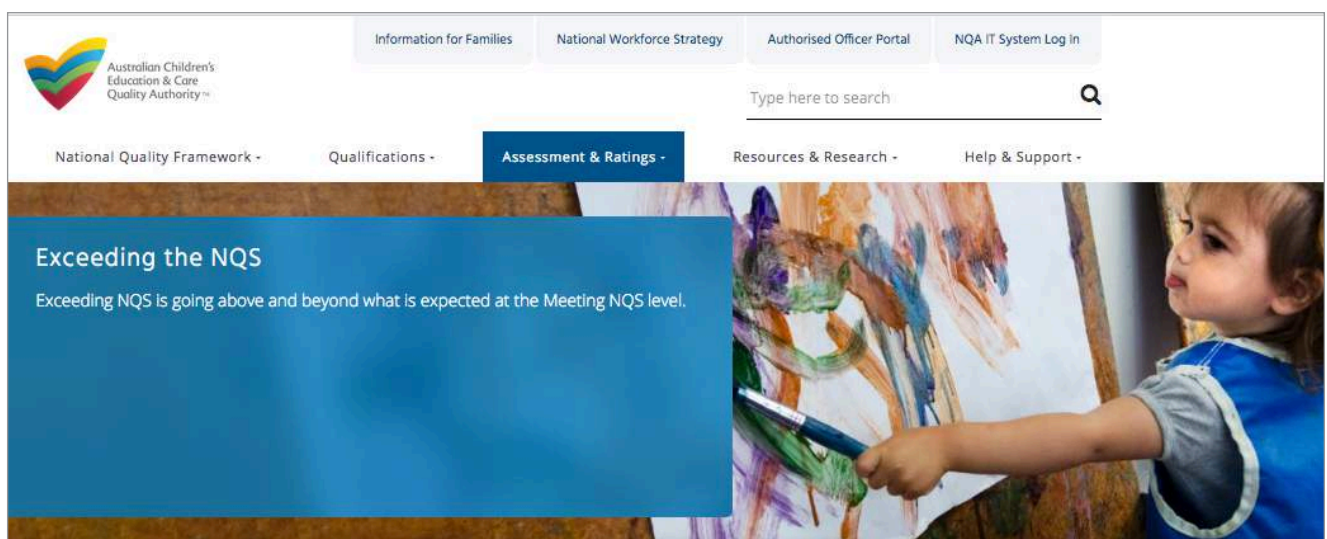 Australian Children's
Education & Care
Quality Authority™
Information for Families
National Workforce Strategy
Authorised Officer Portal
NQA IT System Log In
Type here to search
National Quality Framework
Qualifications
Assessment & Ratings
Resources & Research
Help & Support
Exceeding the NQS
Exceeding NQS is going above and beyond what is expected at the Meeting NQS level.